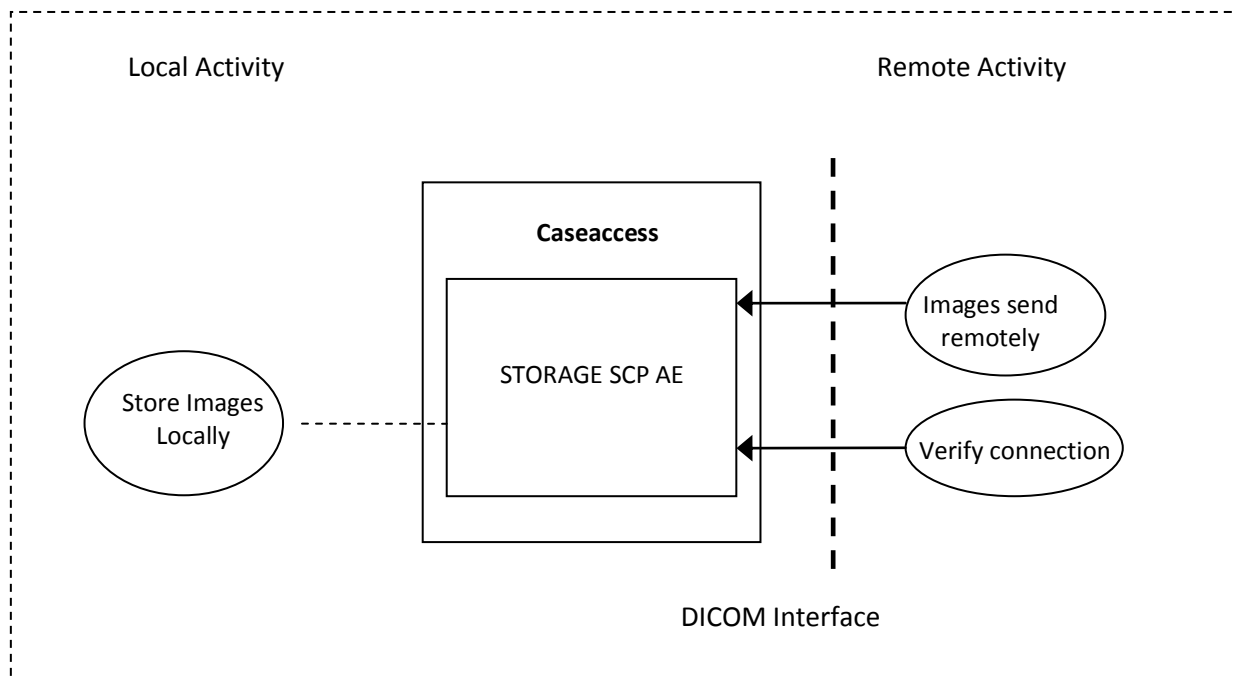 Local Activity
Remote Activity
Caseaccess
STORAGE SCP AE
Images send
remotely
Store Images
Locally
Verify connection
DICOM Interface